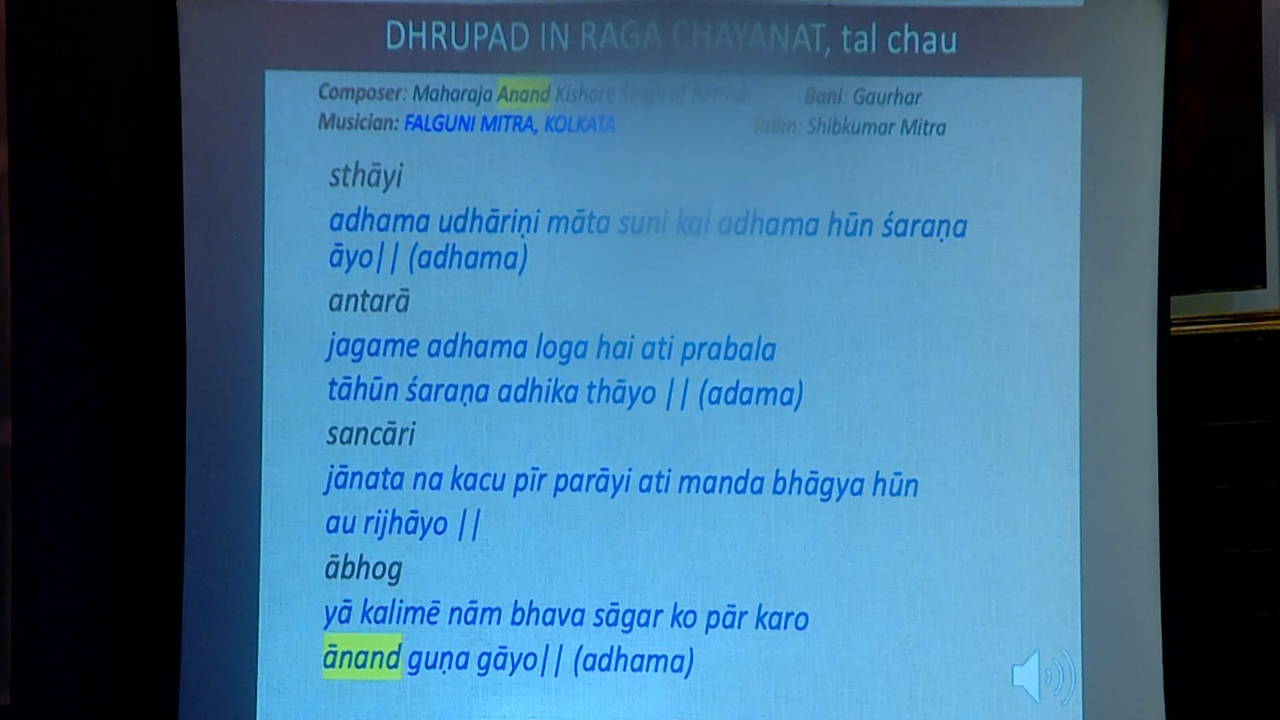 DHRUPAD IN RAGA CHAYANAT, tal chau
Composer: Maharaja Anand Kishore Singh of Bettiah Bani: Gaurhar
Musician: FALGUNI MITRA, KOLKATA Talim: Shibkumar Mitra
sthāyi
adhama udhāriṇi māta suni kai adhama hūn śaraṇa
āyo|| (adhama)
antarā
jagame adhama loga hai ati prabala
tāhūn śaraṇa adhika thāyo || (adama)
sancāri
jānata na kacu pīr parāyi ati manda bhāgya hūn
au rijhāyo ||
ābhog
yā kalimē nām bhava sāgar ko pār karo
ānand guṇa gāyo|| (adhama)